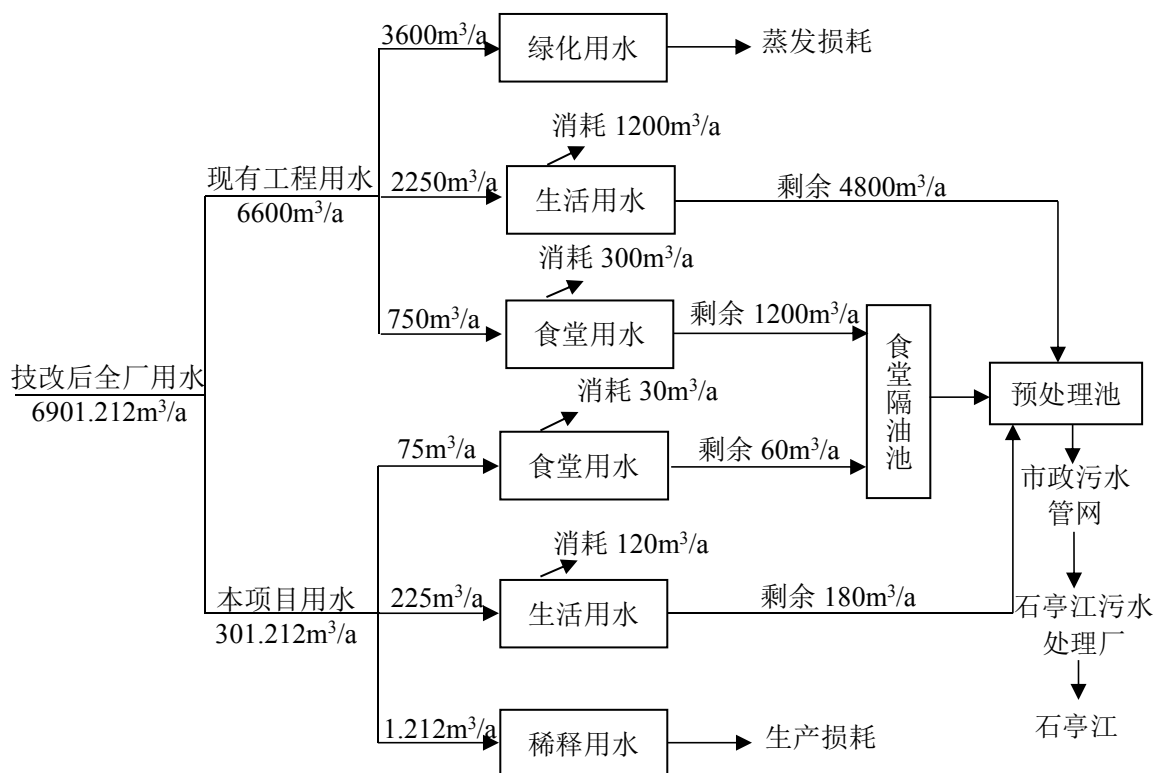 3600m³/a
绿化用水
蒸发损耗
消耗 1200m³/a
现有工程用水
6600m³/a
2250m³/a
生活用水
剩余 4800m³/a
消耗 300m³/a
750m³/a
食堂用水
剩余 1200m³/a
食堂隔油池
技改后全厂用水
6901.212m³/a
预处理池
消耗 30m³/a
75m³/a
食堂用水
剩余 60m³/a
市政污水
管网
消耗 120m³/a
本项目用水
301.212m³/a
225m³/a
生活用水
剩余 180m³/a
石亭江污水
处理厂
1.212m³/a
稀释用水
生产损耗
石亭江